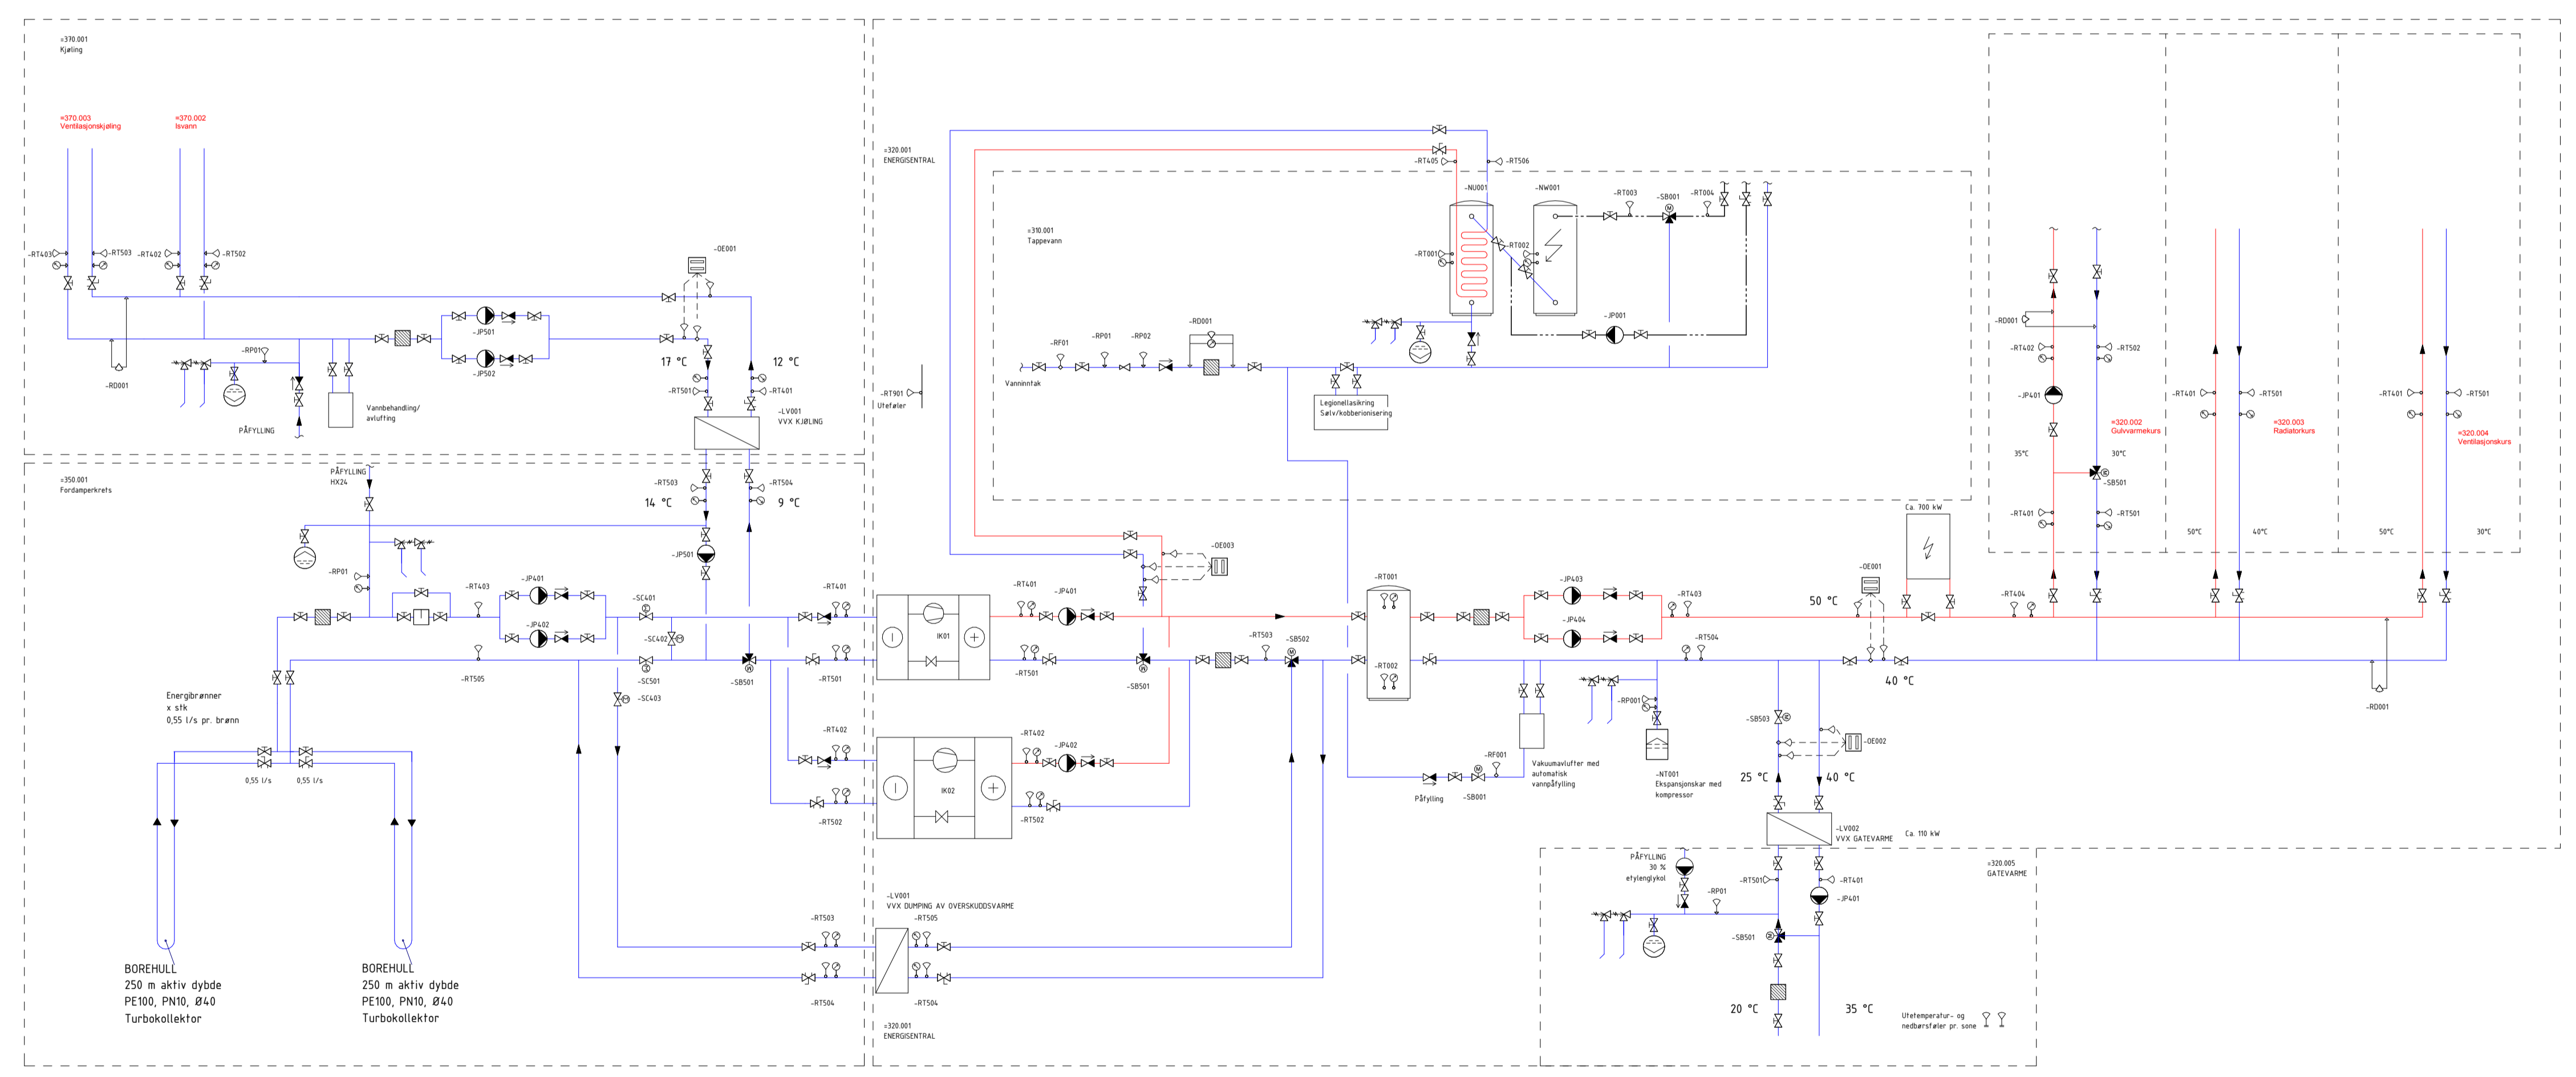 =370.001
Kjøling
=370.003
Ventilasjonskjøling
=370.002
Isvann
-RT403
-RT503
-RT402
-RT502
-OE001
-JP501
-JP502
-RP01
-RD001
PÅFYLLING
Vannbehandling/
avlufting
17 °C
12 °C
-RT501
-RT401
-LV001
VVX KJØLING
=350.001
Fordamperkrets
PÅFYLLING
HX24
-RT503
-RT504
14 °C
9 °C
-JP501
-RP01
-RT403
-JP401
-JP402
-SC401
-SC402
-SC501
-SC403
-RT505
-SB501
-RT401
-RT501
-RT402
-RT502
Energibrønner
x stk
0,55 l/s pr. brønn
0,55 l/s
0,55 l/s
BOREHULL
250 m aktiv dybde
PE100, PN10, Ø40
Turbokollektor
BOREHULL
250 m aktiv dybde
PE100, PN10, Ø40
Turbokollektor
-RT503
-RT504
=320.001
ENERGISENTRAL
-RT901
Uteføler
=310.001
Tappevann
-RT405
-RT506
-NU001
-NW001
-RT003
-SB001
-RT004
-RT001
-RT002
-JP001
-RF01
-RP01
-RP02
-RD001
Vanninntak
Legionellasikring
Sølv/kobberionisering
-OE003
-RT401
-JP401
IK01
-RT501
-SB501
-RT503
-SB502
-RT402
-JP402
IK02
-RT502
-LV001
VVX DUMPING AV OVERSKUDDSVARME
-RT505
-RT504
=320.001
ENERGISENTRAL
-RT001
-RT002
-JP403
-JP404
-RT403
-RT504
50 °C
-OE001
Ca. 700 kW
-RT404
40 °C
-RF001
Påfylling
-SB001
Vakuumavlufter med
automatisk
vannpåfylling
-RP001
-NT001
Ekspansjonskar med
kompressor
-SB503
-OE002
25 °C
40 °C
-LV002
VVX GATEVARME
Ca. 110 kW
-RD001
PÅFYLLING
30 %
etylenglykol
-RP01
-RT501
-RT401
-JP401
-SB501
=320.005
GATEVARME
20 °C
35 °C
Utetemperatur- og
nedbørsføler pr. sone
-RD001
-RT402
-RT502
-JP401
=320.002
Gulvvarmekurs
35°C
30°C
-SB501
-RT401
-RT501
-RT401
-RT501
=320.003
Radiatorkurs
50°C
40°C
-RT401
-RT501
=320.004
Ventilasjonskurs
50°C
30°C